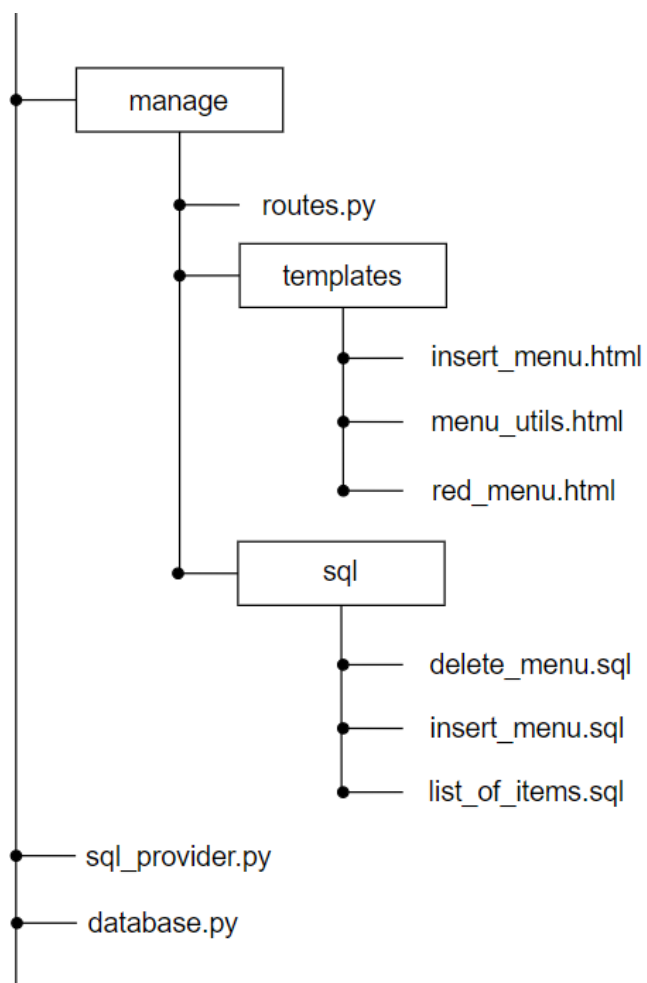 manage
routes.py
templates
insert_menu.html
menu_utils.html
red_menu.html
sql
delete_menu.sql
insert_menu.sql
list_of_items.sql
sql_provider.py
database.py